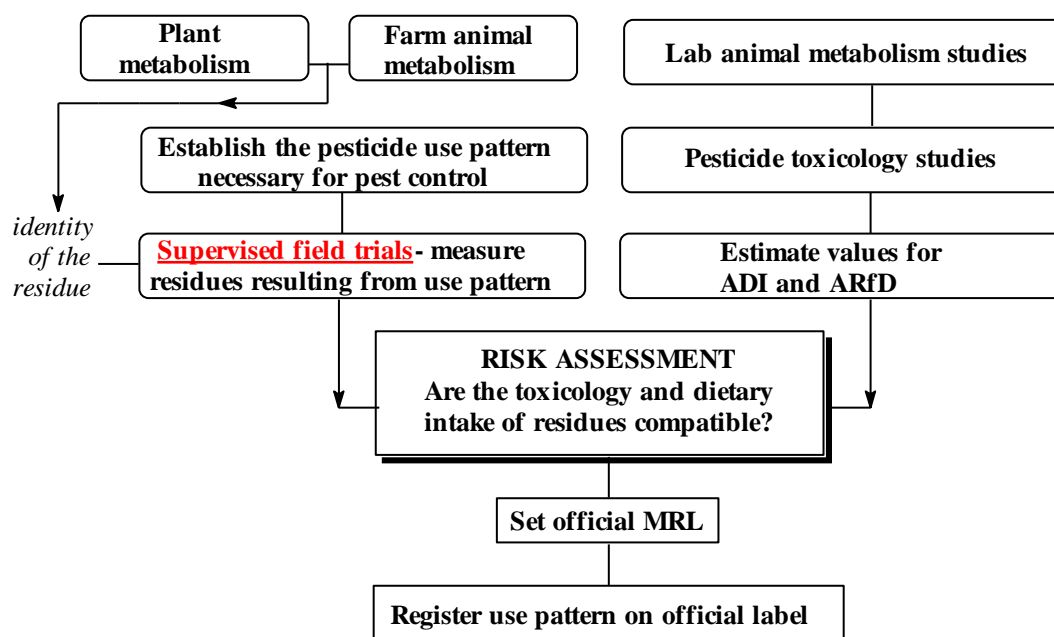 Plant
metabolism
Farm animal
metabolism
Lab animal metabolism studies
Establish the pesticide use pattern
necessary for pest control
Pesticide toxicology studies
identity
of the
residue
Supervised field trials- measure
residues resulting from use pattern
Estimate values for
ADI and ARfD
RISK ASSESSMENT
Are the toxicology and dietary
intake of residues compatible?
Set official MRL
Register use pattern on official label